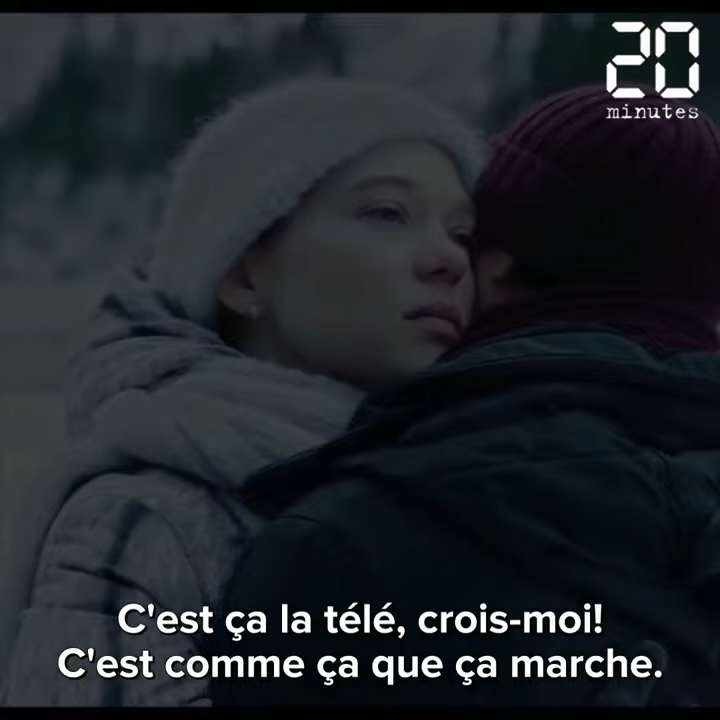 20
minutes
C'est ça la télé, crois-moi!
C'est comme ça que ça marche.